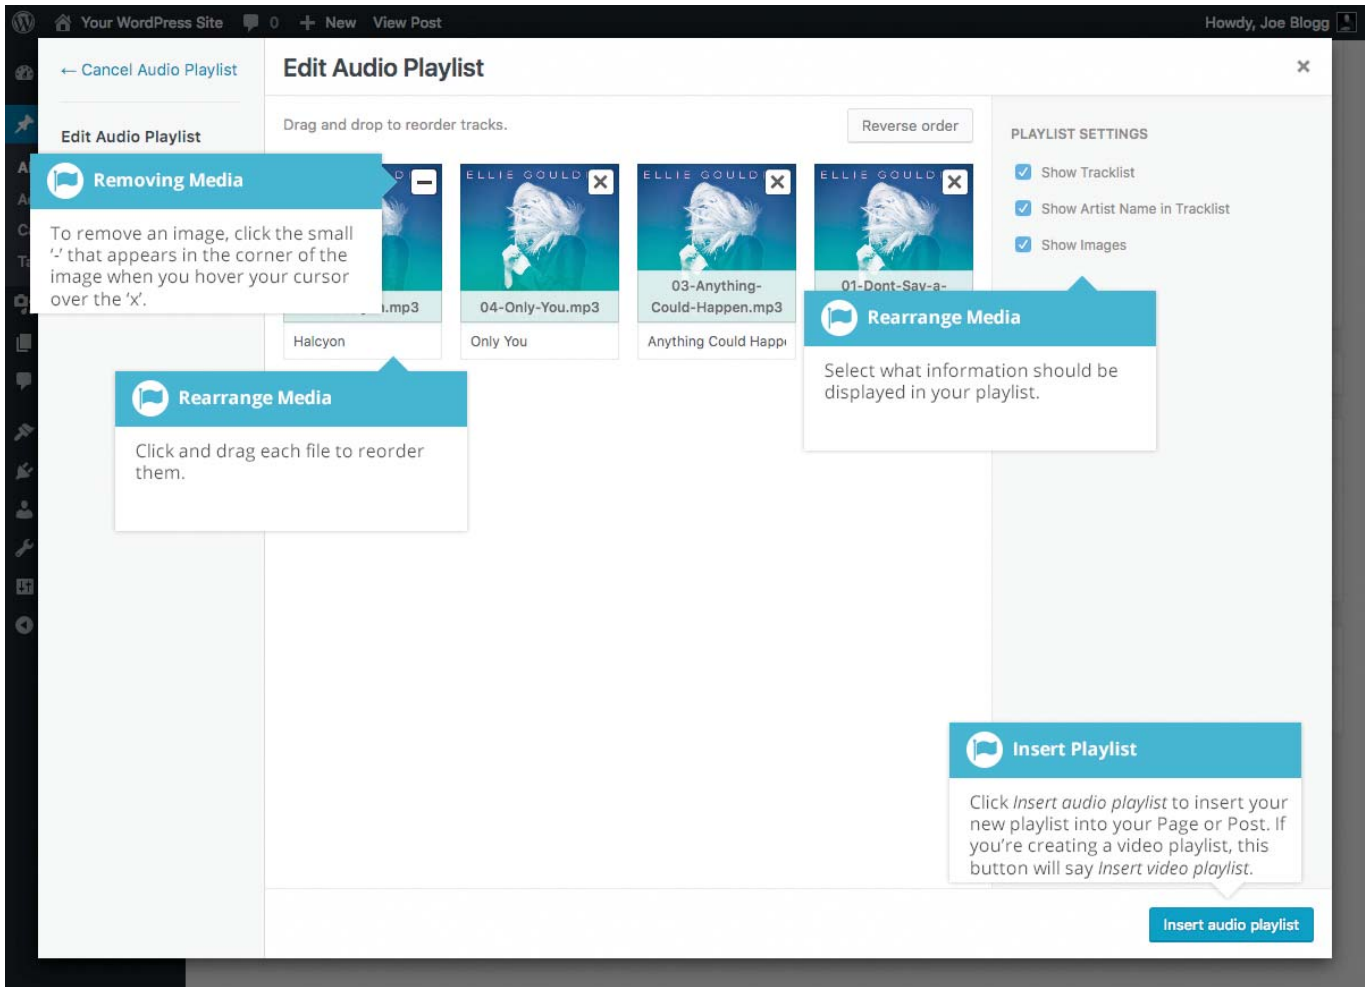 Your WordPress Site 0 + New View Post
Howdy, Joe Blogg
← Cancel Audio Playlist
Edit Audio Playlist
Edit Audio Playlist
Drag and drop to reorder tracks.
Reverse order
Removing Media
To remove an image, click the small
‘-’ that appears in the corner of the
image when you hover your cursor
over the ‘x’.
ELLIE GOULD
ELLIE GOULD
ELLIE GOULD
.mp3
Halcyon
04-Only-You.mp3
Only You
03-Anything-
Could-Happen.mp3
Anything Could Happ
01-Dont-Say-a-
Rearrange Media
Click and drag each file to reorder
them.
PLAYLIST SETTINGS
Show Tracklist
Show Artist Name in Tracklist
Show Images
Rearrange Media
Select what information should be
displayed in your playlist.
Insert Playlist
Click Insert audio playlist to insert your
new playlist into your Page or Post. If
you’re creating a video playlist, this
button will say Insert video playlist.
Insert audio playlist